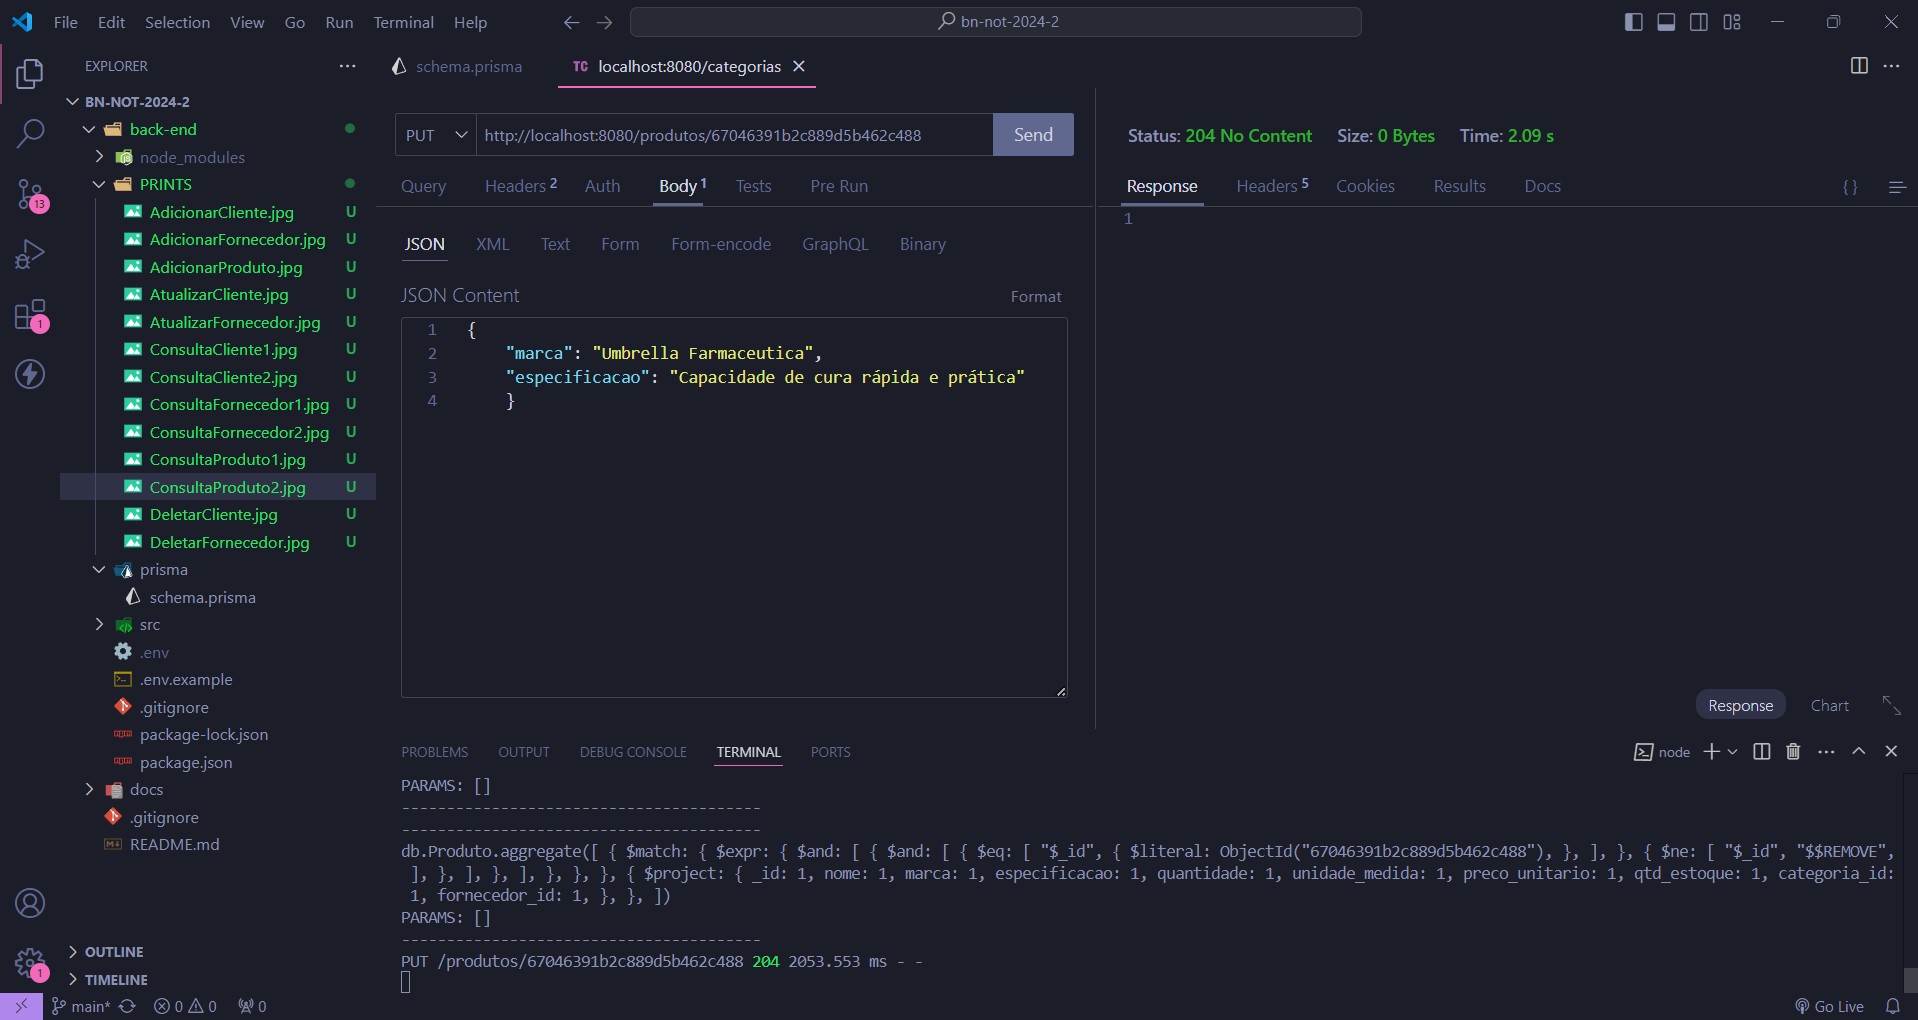 File Edit Selection View Go Run Terminal Help
bn-not-2024-2
EXPLORER
BN-NOT-2024-2
back-end
node_modules
PRINTS
AdicionarCliente.jpg U
AdicionarFornecedor.jpg U
AdicionarProduto.jpg U
AtualizarCliente.jpg U
AtualizarFornecedor.jpg U
ConsultaCliente1.jpg U
ConsultaCliente2.jpg U
ConsultaFornecedor1.jpg U
ConsultaFornecedor2.jpg U
ConsultaProduto1.jpg U
ConsultaProduto2.jpg U
DeletarCliente.jpg U
DeletarFornecedor.jpg U
prisma
schema.prisma
src
.env
.env.example
.gitignore
package-lock.json
package.json
docs
.gitignore
README.md
OUTLINE
TIMELINE
13
1
1
schema.prisma
TC localhost:8080/categorias
PUT http://localhost:8080/produtos/67046391b2c889d5b462c488 Send
Query Headers 2 Auth Body 1 Tests Pre Run
JSON XML Text Form Form-encode GraphQL Binary
JSON Content Format
1 {
2 "marca": "Umbrella Farmaceutica",
3 "especificacao": "Capacidade de cura rápida e prática"
4 }
Status: 204 No Content Size: 0 Bytes Time: 2.09 s
Response Headers 5 Cookies Results Docs { }
1
Response Chart
PROBLEMS OUTPUT DEBUG CONSOLE TERMINAL PORTS
node
PARAMS: []
----------------------------------------
----------------------------------------
db.Produto.aggregate([ { $match: { $expr: { $and: [ { $and: [ { $eq: [ "$_id", { $literal: ObjectId("67046391b2c889d5b462c488"), }, ], }, { $ne: [ "$_id", "$$REMOVE",
], }, ], }, ], }, }, }, { $project: { _id: 1, nome: 1, marca: 1, especificacao: 1, quantidade: 1, unidade_medida: 1, preco_unitario: 1, qtd_estoque: 1, categoria_id:
1, fornecedor_id: 1, }, }, ])
PARAMS: []
----------------------------------------
PUT /produtos/67046391b2c889d5b462c488 204 2053.553 ms - -
main* 0 0 0
Go Live